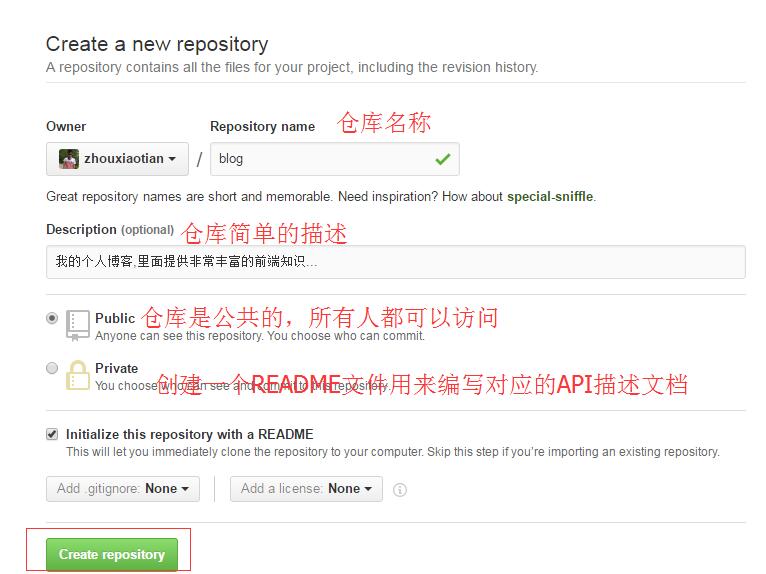 Create a new repository
A repository contains all the files for your project, including the revision history.
Owner
Repository name 仓库名称
zhouxiaotian / blog
Great repository names are short and memorable. Need inspiration? How about special-sniffle.
Description (optional) 仓库简单的描述
我的个人博客,里面提供非常丰富的前端知识...
Public 仓库是公共的，所有人都可以访问
Anyone can see this repository. You choose who can commit.
Private
You choose who can see and commit to this repository.
创建一个README文件用来编写对应的API描述文档
Initialize this repository with a README
This will let you immediately clone the repository to your computer. Skip this step if you’re importing an existing repository.
Add .gitignore: None
Add a license: None
Create repository